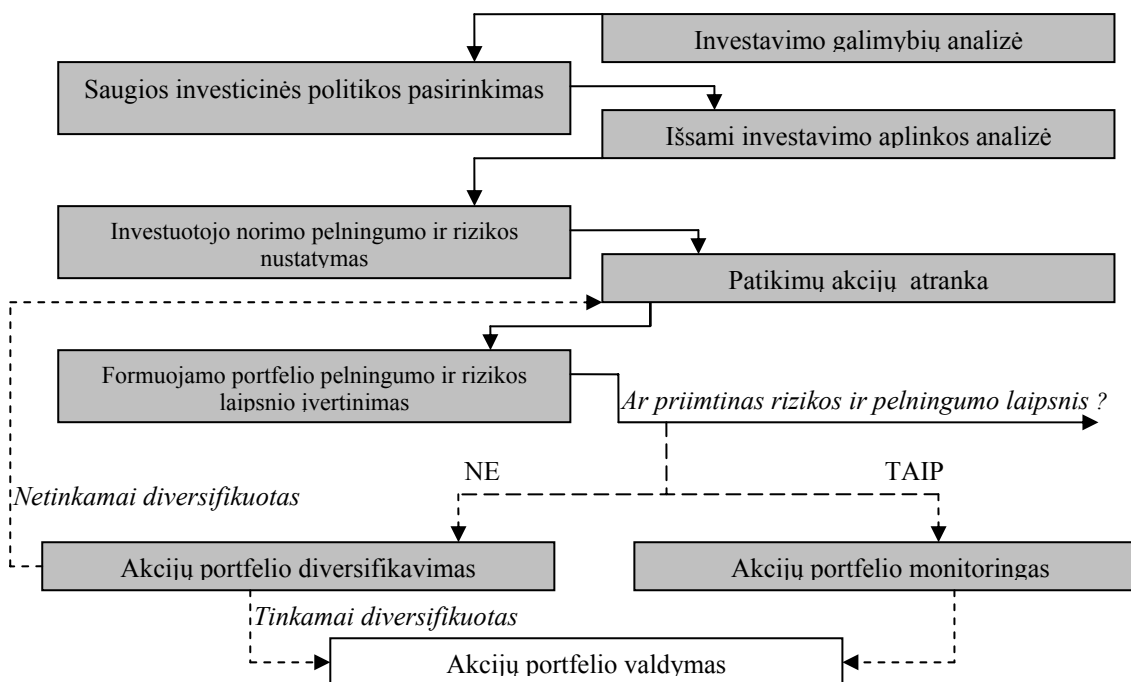 Investavimo galimybių analizė
Saugios investicinės politikos pasirinkimas
Išsami investavimo aplinkos analizė
Investuotojo norimo pelningumo ir rizikos
nustatymas
Patikimų akcijų atranka
Formuojamo portfelio pelningumo ir rizikos
laipsnio įvertinimas
Ar priimtinas rizikos ir pelningumo laipsnis ?
NE
TAIP
Netinkamai diversifikuotas
Akcijų portfelio diversifikavimas
Akcijų portfelio monitoringas
Tinkamai diversifikuotas
Akcijų portfelio valdymas